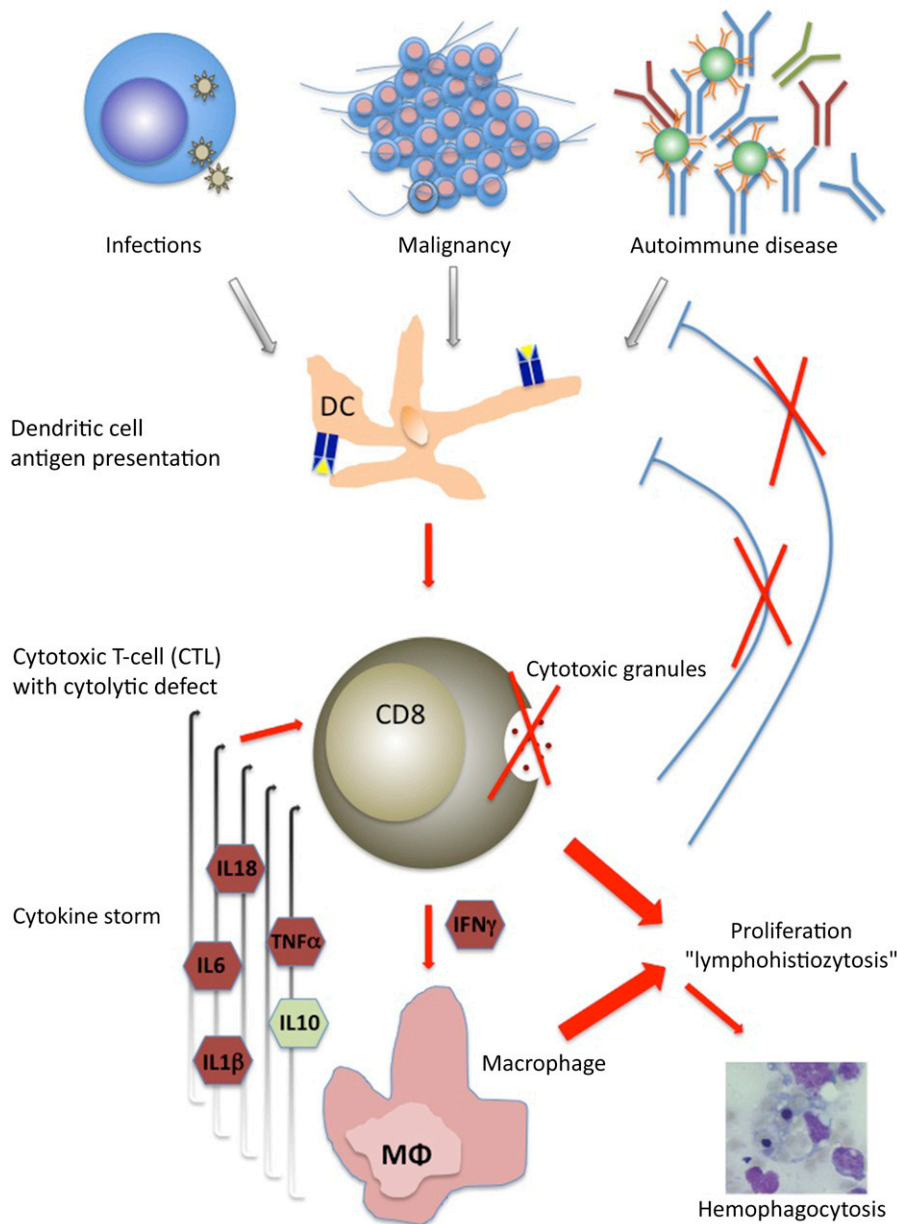 Infections
Malignancy
Autoimmune disease
DC
Dendritic cell
antigen presentation
Cytotoxic T-cell (CTL)
with cytolytic defect
CD8
Cytotoxic granules
IL18
Cytokine storm
TNFα
IFNγ
IL6
IL10
IL1β
Proliferation
"lymphohistiozytosis"
Macrophage
MΦ
Hemophagocytosis